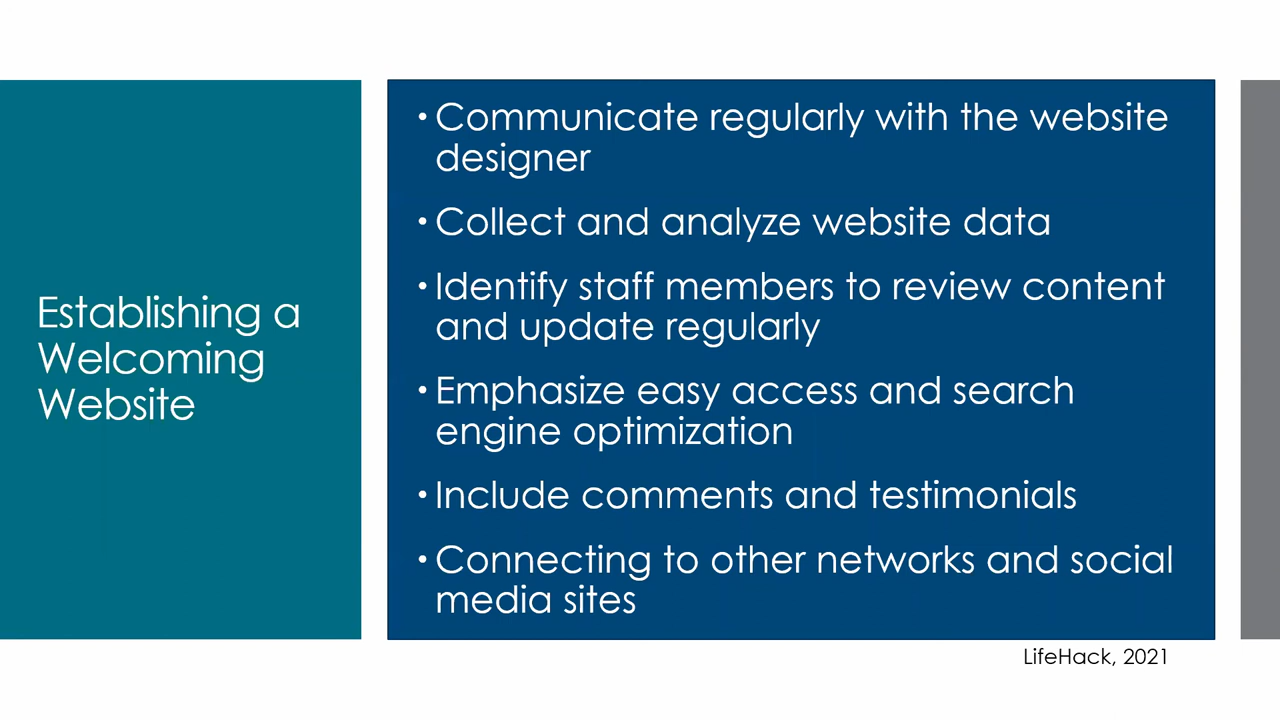 Establishing a
Welcoming
Website
• Communicate regularly with the website
designer
• Collect and analyze website data
• Identify staff members to review content
and update regularly
• Emphasize easy access and search
engine optimization
• Include comments and testimonials
• Connecting to other networks and social
media sites
LifeHack, 2021